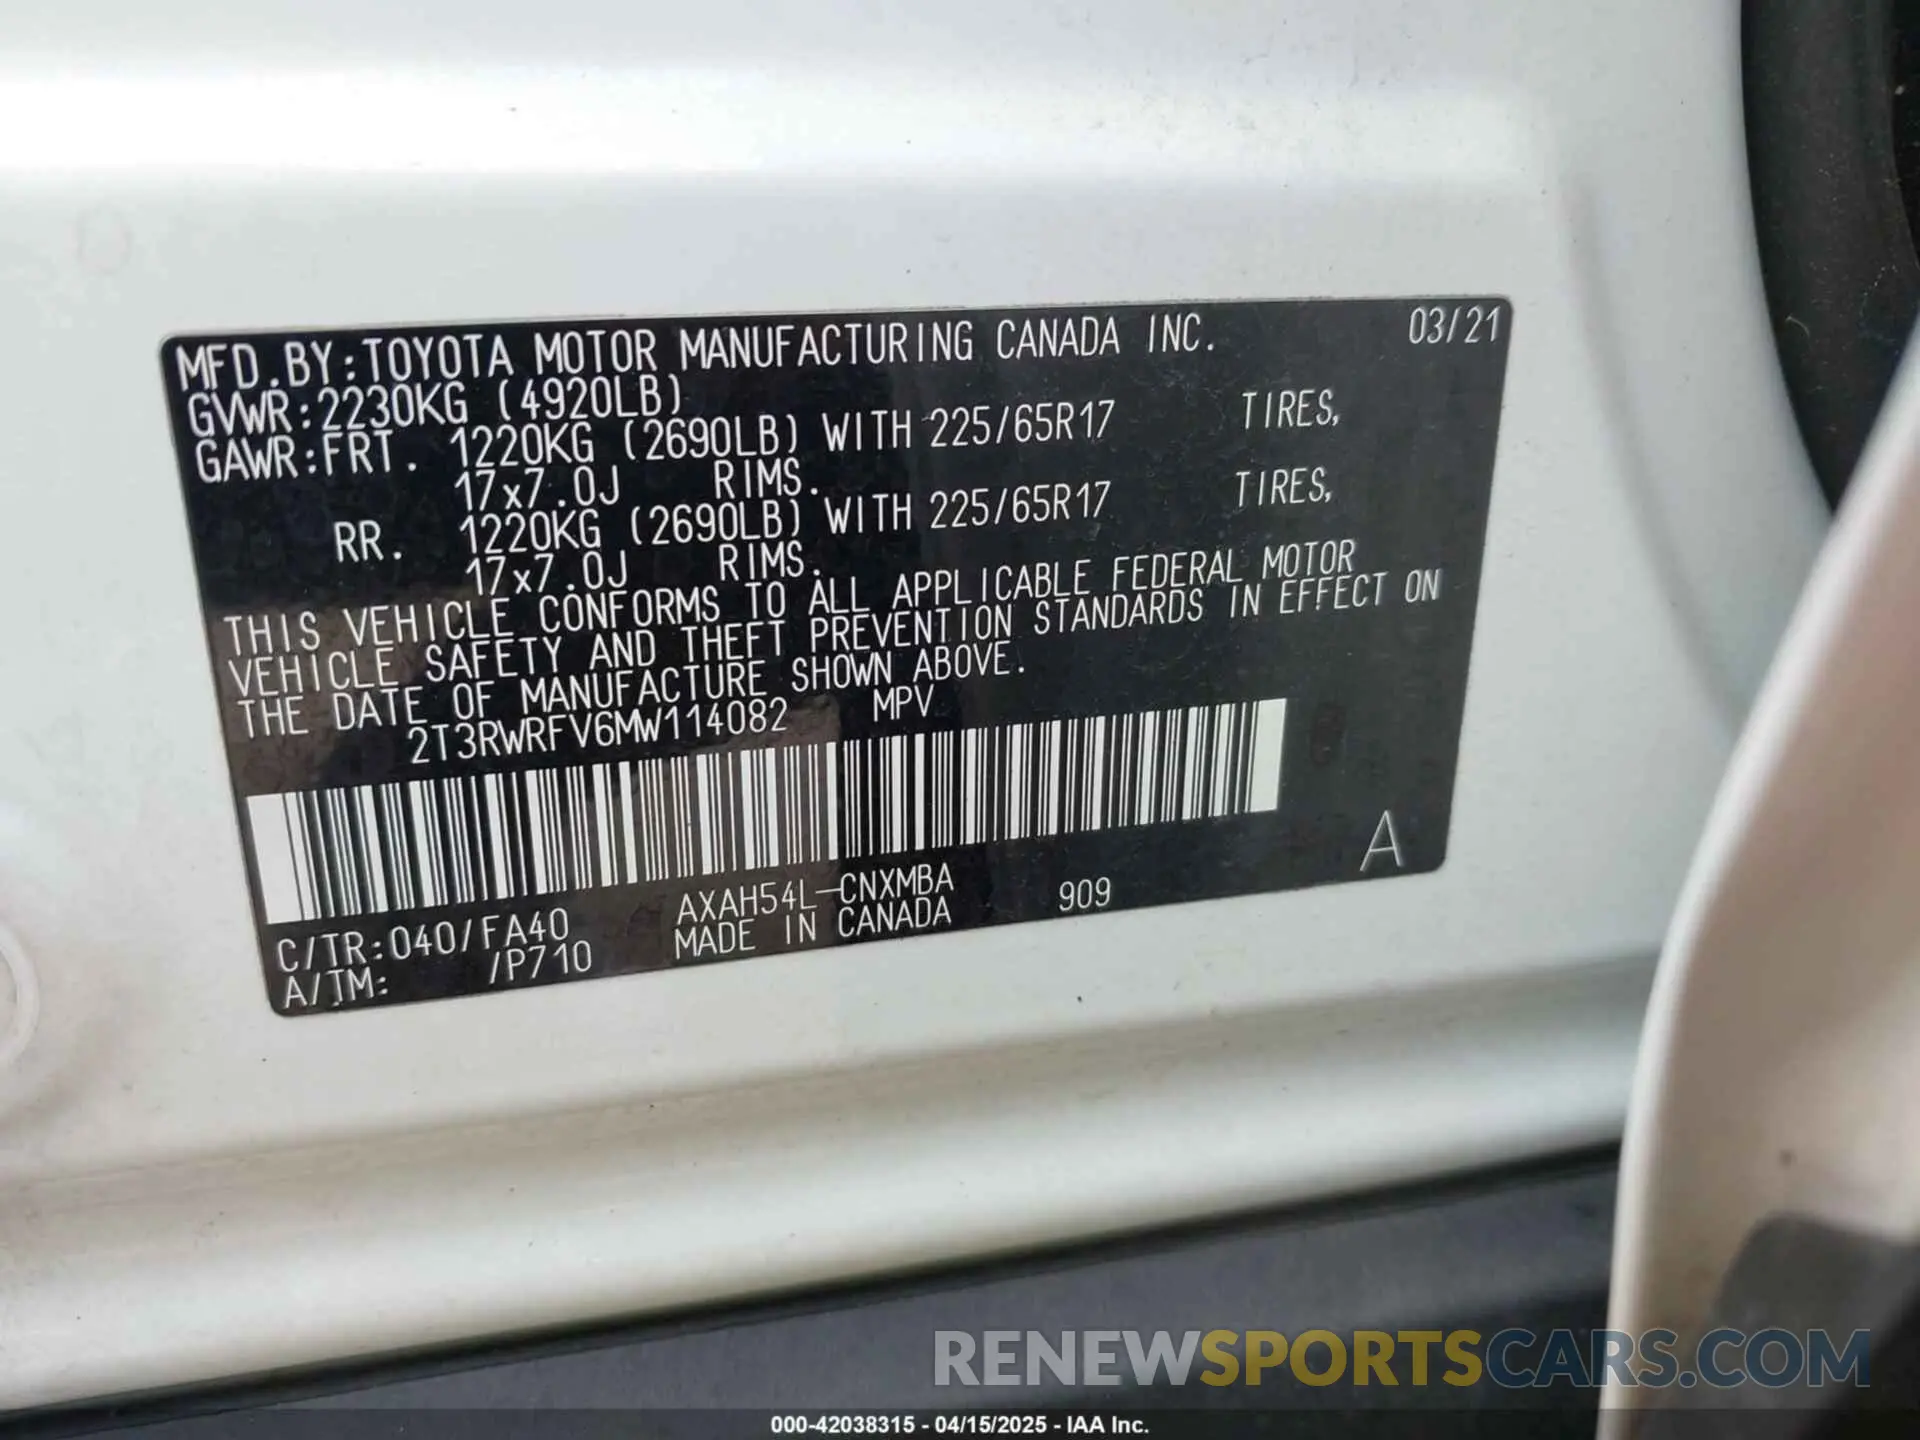 MFD.BY:TOYOTA MOTOR MANUFACTURING CANADA INC. 03/21
GVWR:2230KG (4920LB)
GAWR:FRT. 1220KG (2690LB) WITH 225/65R17 TIRES,
17x7.0J RIMS.
RR. 1220KG (2690LB) WITH 225/65R17 TIRES,
17x7.0J RIMS.
THIS VEHICLE CONFORMS TO ALL APPLICABLE FEDERAL MOTOR
VEHICLE SAFETY AND THEFT PREVENTION STANDARDS IN EFFECT ON
THE DATE OF MANUFACTURE SHOWN ABOVE.
2T3RWRFV6MW114082 MPV
A
C/TR:040/FA40 AXAH54L-CNXMBA 909
A/TM: /P710 MADE IN CANADA
RENEWSPORTSCARS.COM
000-42038315 - 04/15/2025 - IAA Inc.